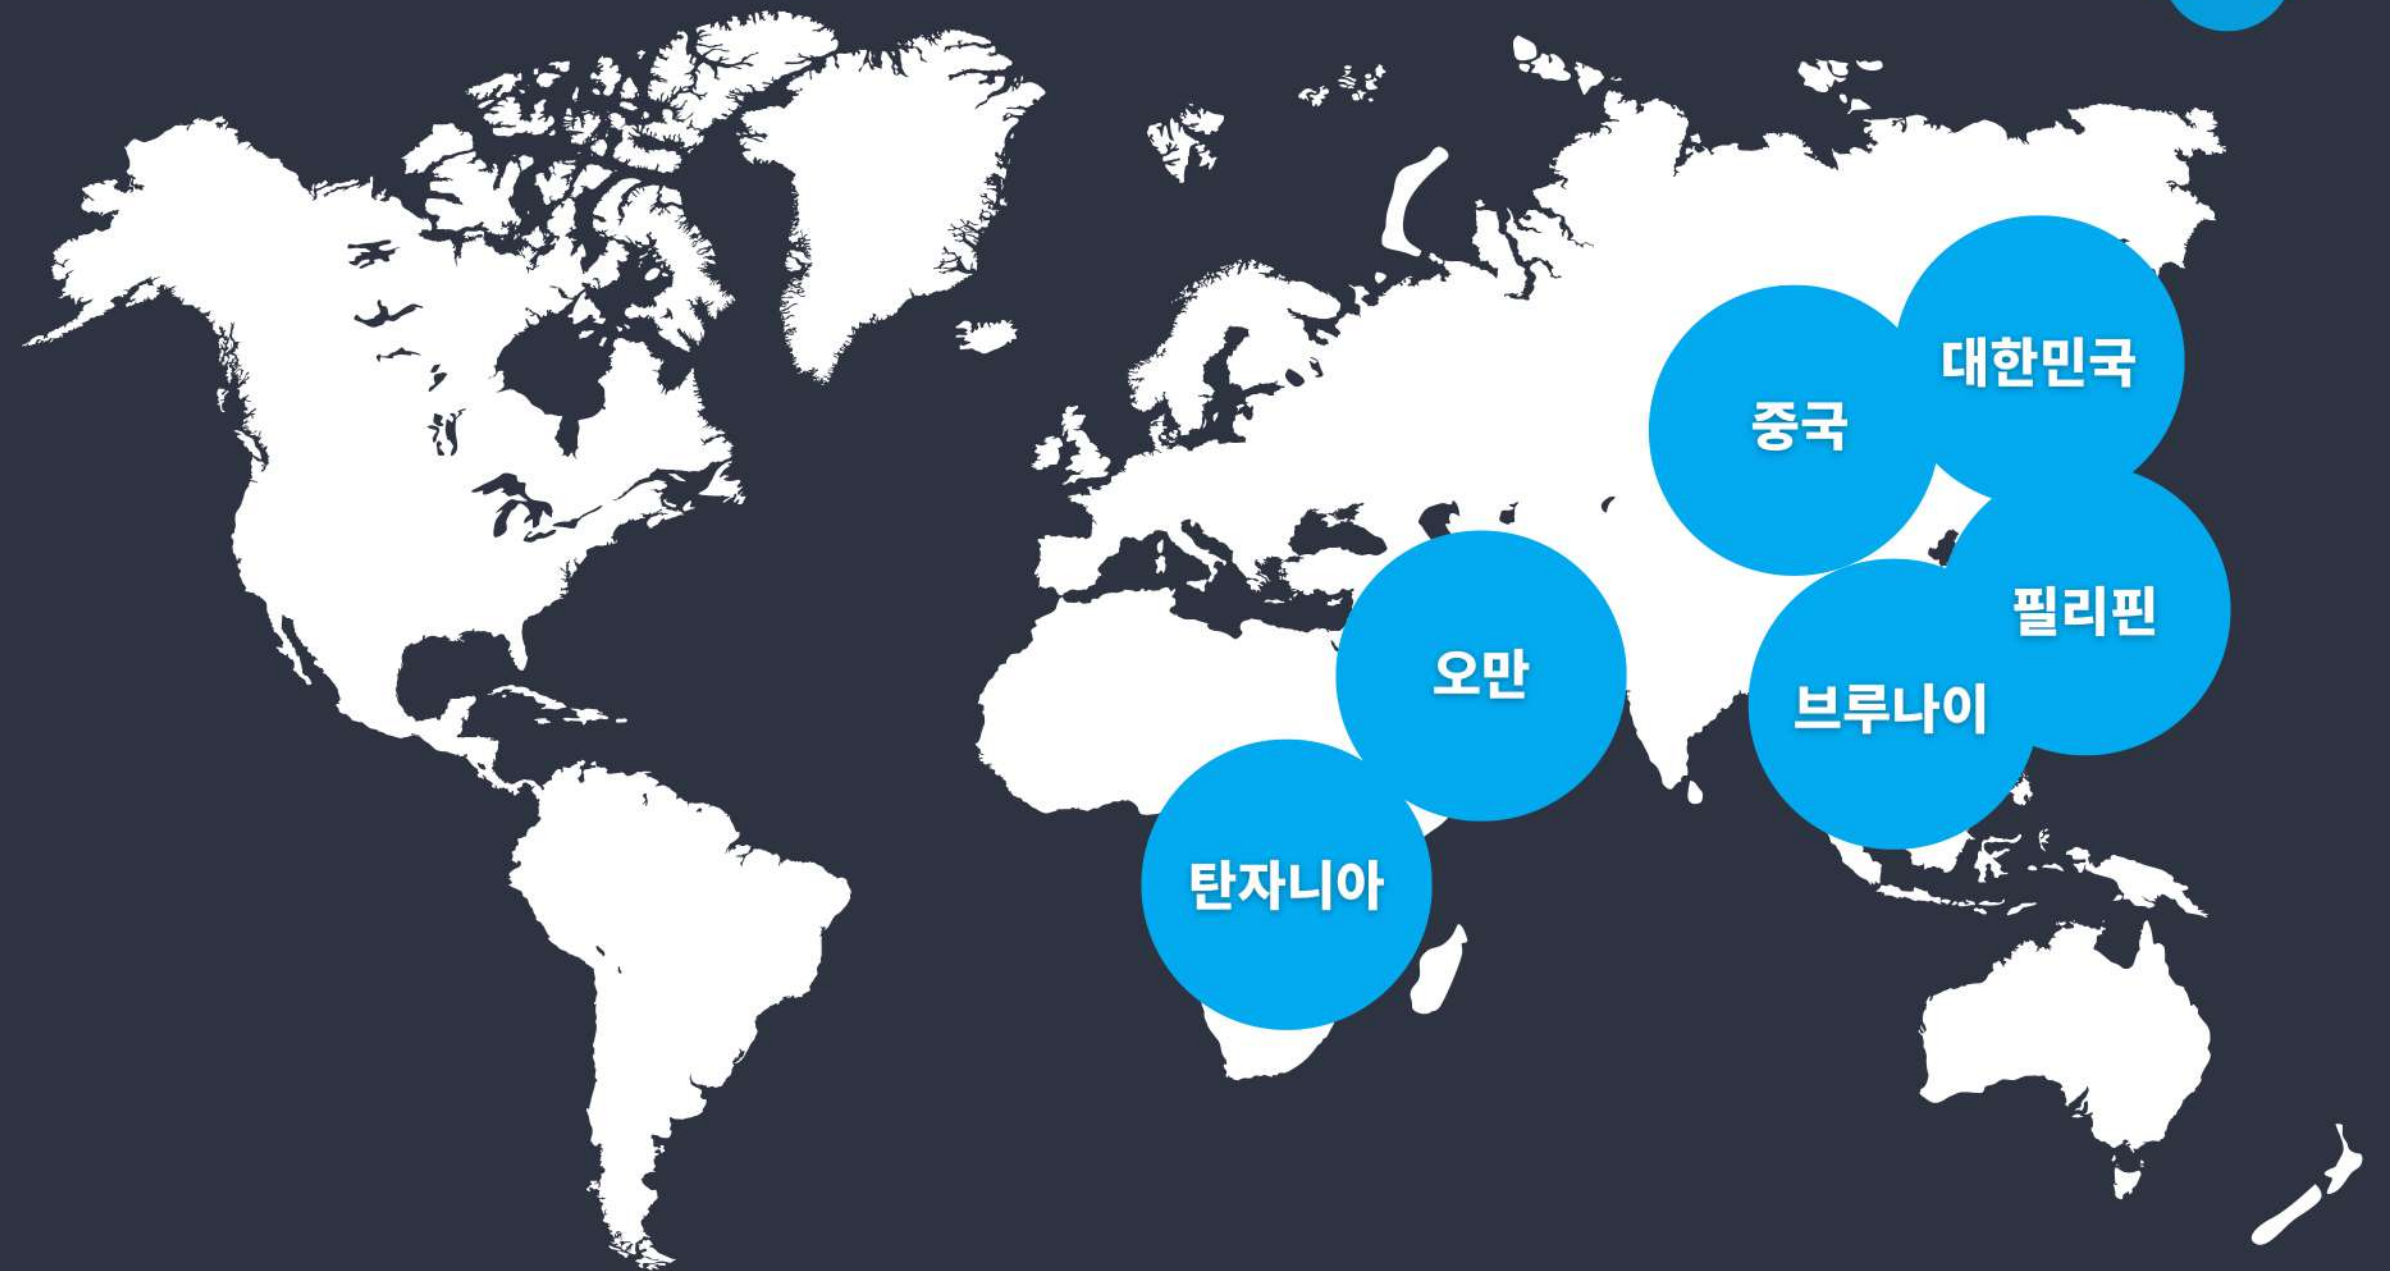 대한민국
중국
필리핀
오만
브루나이
탄자니아